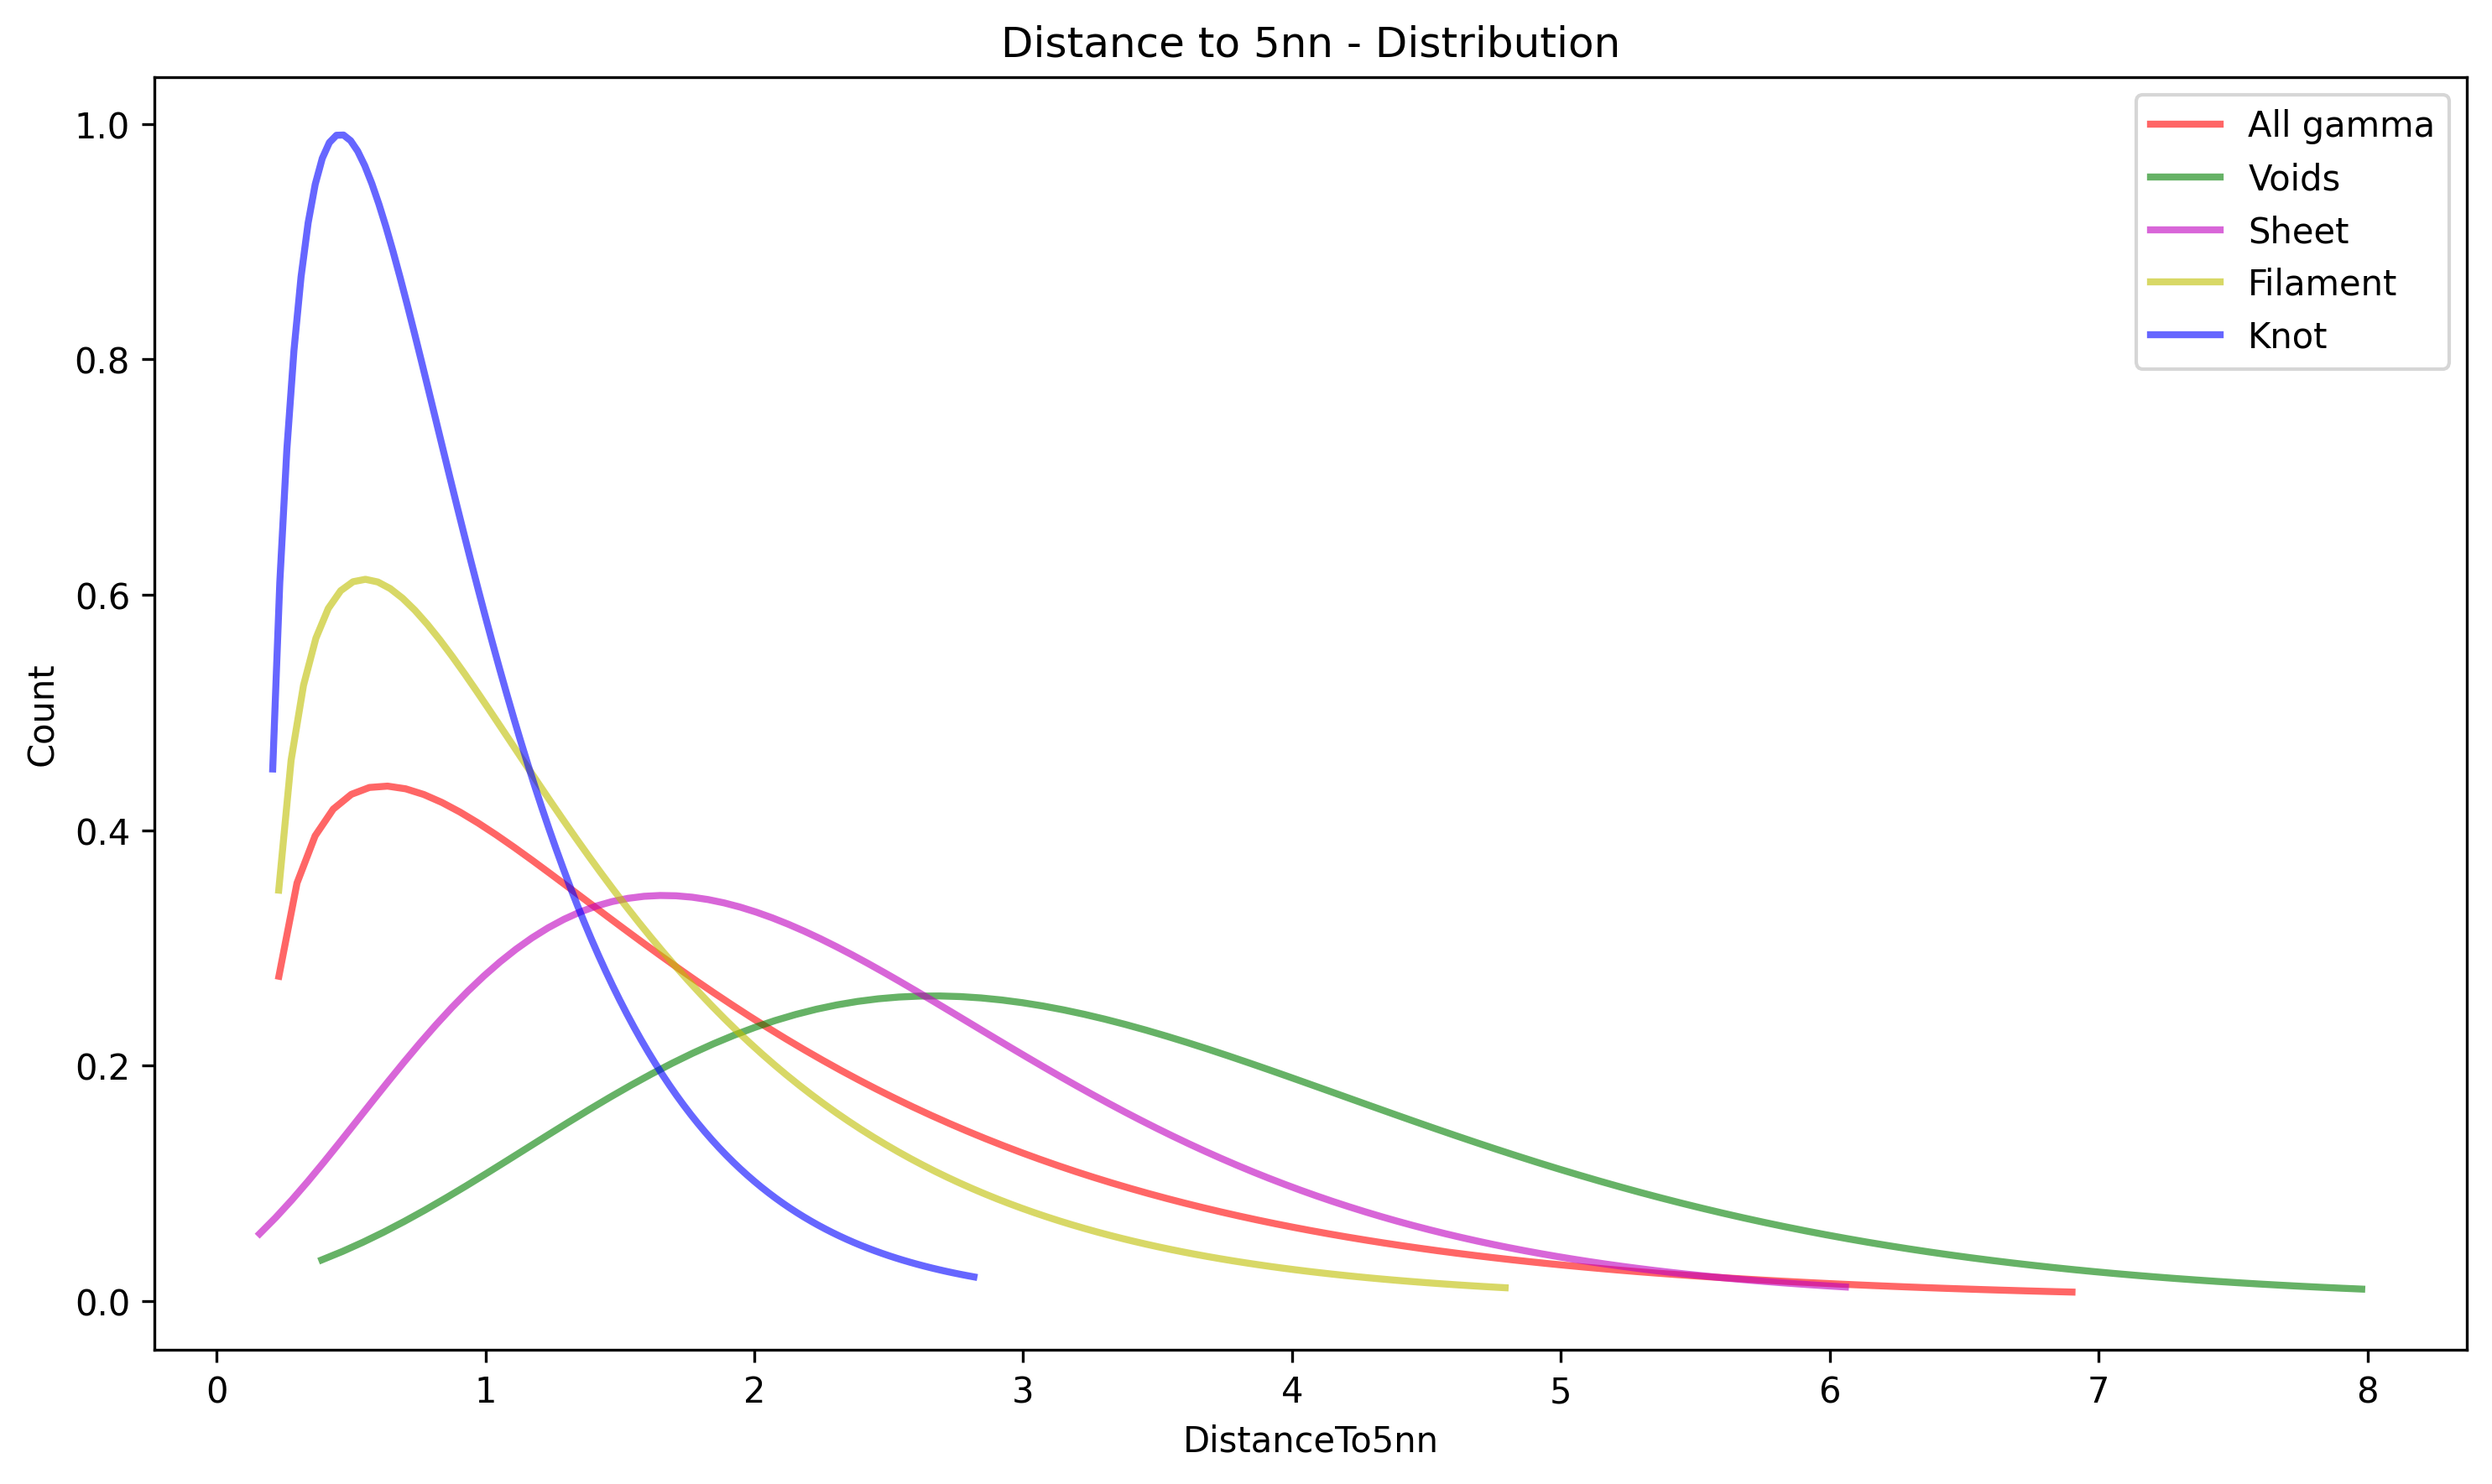 Distance to 5nn - Distribution
1.0
0.8
0.6
0.4
0.2
0.0
Count
All gamma
Voids
Sheet
Filament
Knot
0 1 2 3 4 5 6 7 8
DistanceTo5nn